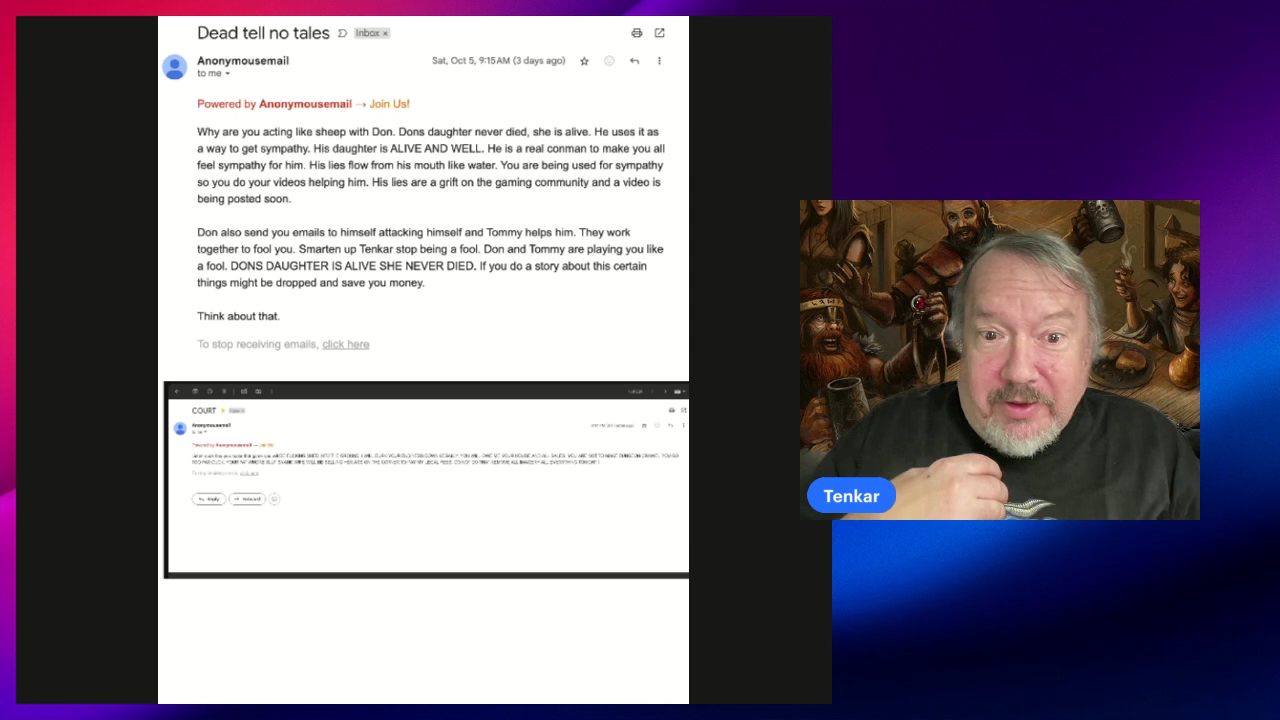 Dead tell no tales Inbox ×
Anonymousemail
Sat, Oct 5, 9:15 AM (3 days ago)
to me
Powered by Anonymousemail → Join Us!
Why are you acting like sheep with Don. Dons daughter never died, she is alive. He uses it as
a way to get sympathy. His daughter is ALIVE AND WELL. He is a real conman to make you all
feel sympathy for him. His lies flow from his mouth like water. You are being used for sympathy
so you do your videos helping him. His lies are a grift on the gaming community and a video is
being posted soon.
Don also send you emails to himself attacking himself and Tommy helps him. They work
together to fool you. Smarten up Tenkar stop being a fool. Don and Tommy are playing you like
a fool. DONS DAUGHTER IS ALIVE SHE NEVER DIED. If you do a story about this certain
things might be dropped and save you money.
Think about that.
To stop receiving emails, click here
COURT
Anonymousemail
Powered by Anonymousemail → Join Us!
Reply
Forward
Tenkar